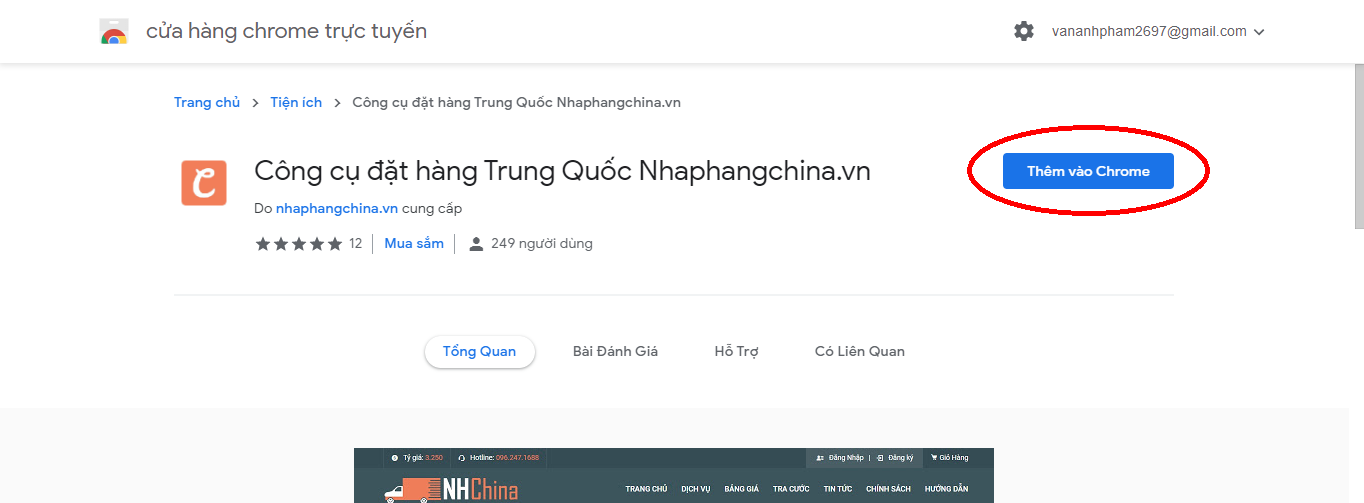 cửa hàng chrome trực tuyến
vananhpham2697@gmail.com
Trang chủ > Tiện ích > Công cụ đặt hàng Trung Quốc Nhaphangchina.vn
Công cụ đặt hàng Trung Quốc Nhaphangchina.vn
Thêm vào Chrome
Do nhaphangchina.vn cung cấp
12 | Mua sắm | 249 người dùng
Tổng Quan Bài Đánh Giá Hỗ Trợ Có Liên Quan
Tỷ giá: 3.250 Hotline: 096.247.1688 Đăng Nhập | Đăng ký Giỏ Hàng
NHChina TRANG CHỦ DỊCH VỤ BẢNG GIÁ TRA CƯỚC TIN TỨC CHÍNH SÁCH HƯỚNG DẪN